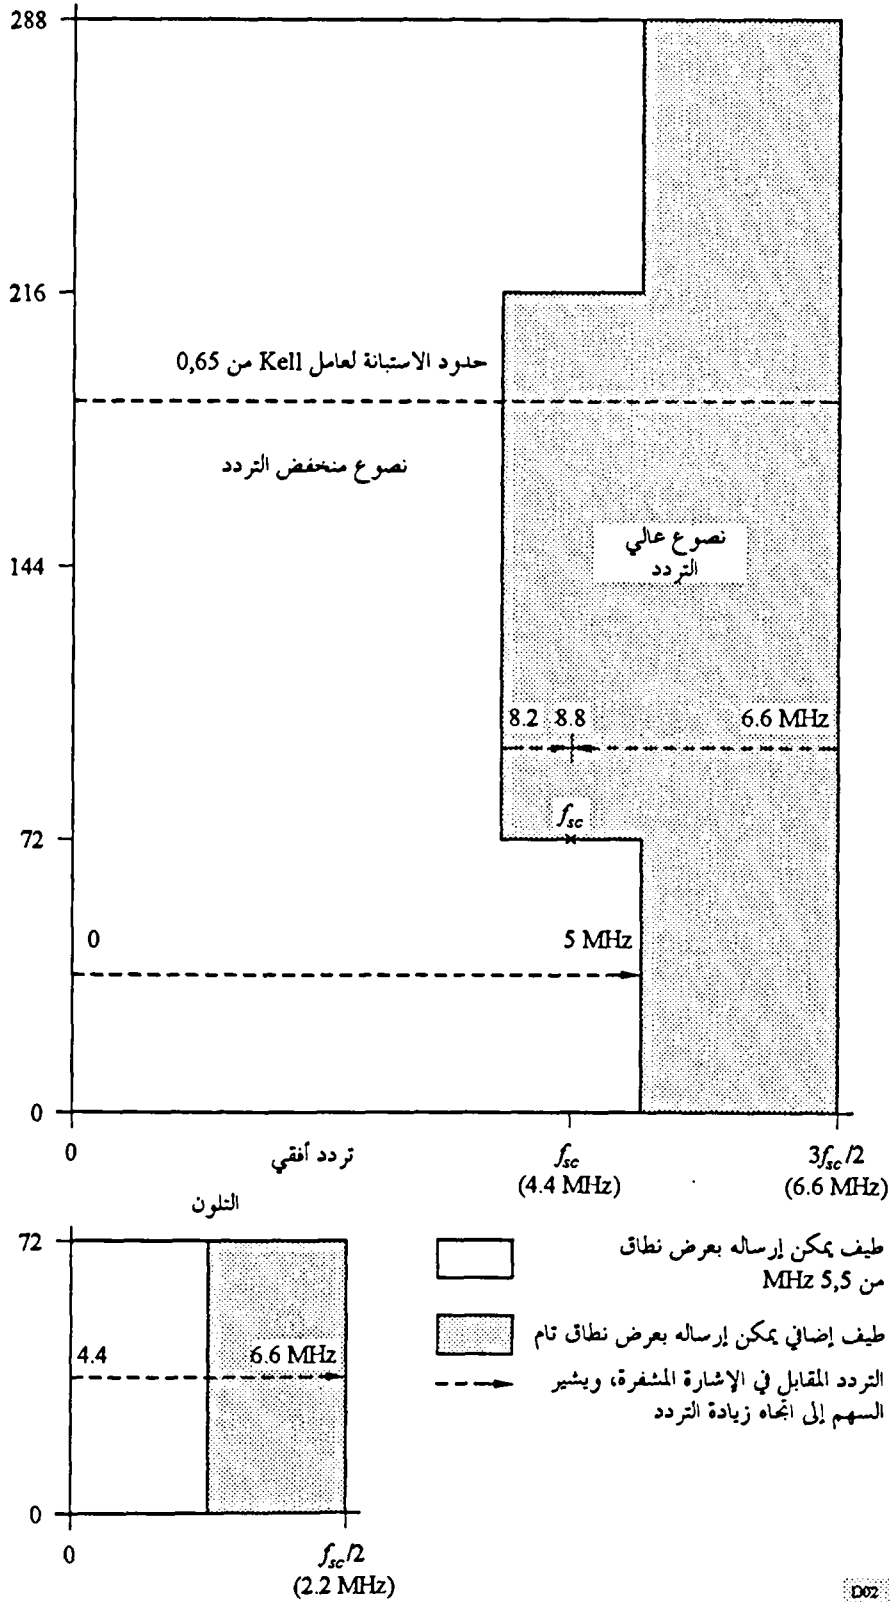 288
216
حدود الاستبانة لعامل Kell من 0,65
نصوع منخفض التردد
نصوع عالي
التردد
144
8.2 8.8 6.6 MHz
fsc
72
0 5 MHz
0
0 تردد أفقي fsc 3fsc/2
(4.4 MHz) (6.6 MHz)
التلون
72
4.4 6.6 MHz
0
0 fsc/2
(2.2 MHz)
طيف يمكن إرساله بعرض نطاق
من 5,5 MHz
طيف إضافي يمكن إرساله بعرض نطاق تام
التردد المقابل في الإشارة المشفرة، ويشير
السهم إلى اتجاه زيادة التردد
D02